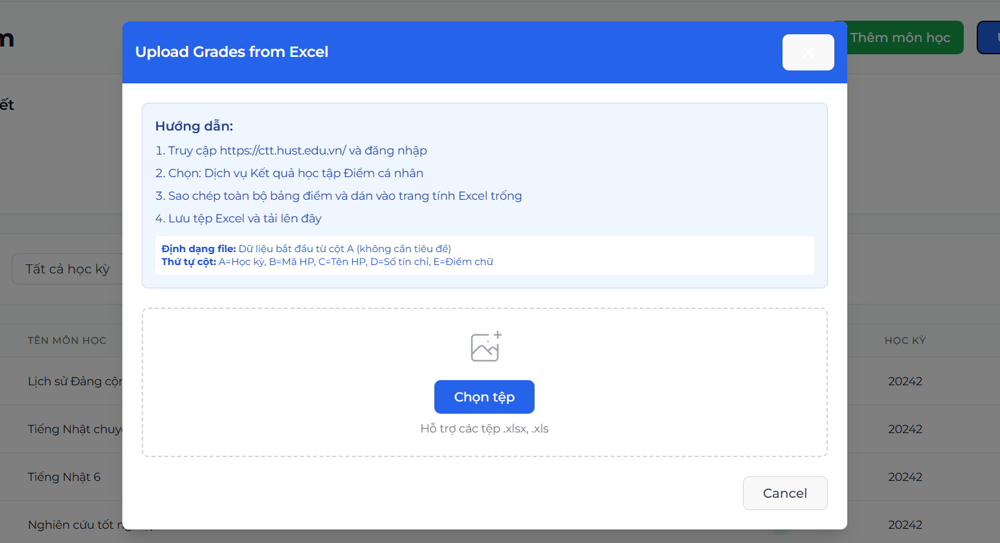 m
Upload Grades from Excel
Thêm môn học
ết
Hướng dẫn:
1. Truy cập https://ctt.hust.edu.vn/ và đăng nhập
2. Chọn: Dịch vụ Kết quả học tập Điểm cá nhân
3. Sao chép toàn bộ bảng điểm và dán vào trang tính Excel trống
4. Lưu tệp Excel và tải lên đây
Định dạng file: Dữ liệu bắt đầu từ cột A (không cần tiêu đề)
Thứ tự cột: A=Học kỳ, B=Mã HP, C=Tên HP, D=Số tín chỉ, E=Điểm chữ
Tất cả học kỳ
TÊN MÔN HỌC
HỌC KỲ
Lịch sử Đảng
20242
Chọn tệp
Hỗ trợ các tệp .xlsx, .xls
Tiếng Nhật
20242
Tiếng Nhật 6
20242
Cancel
Nghiên cứu tốt
20242